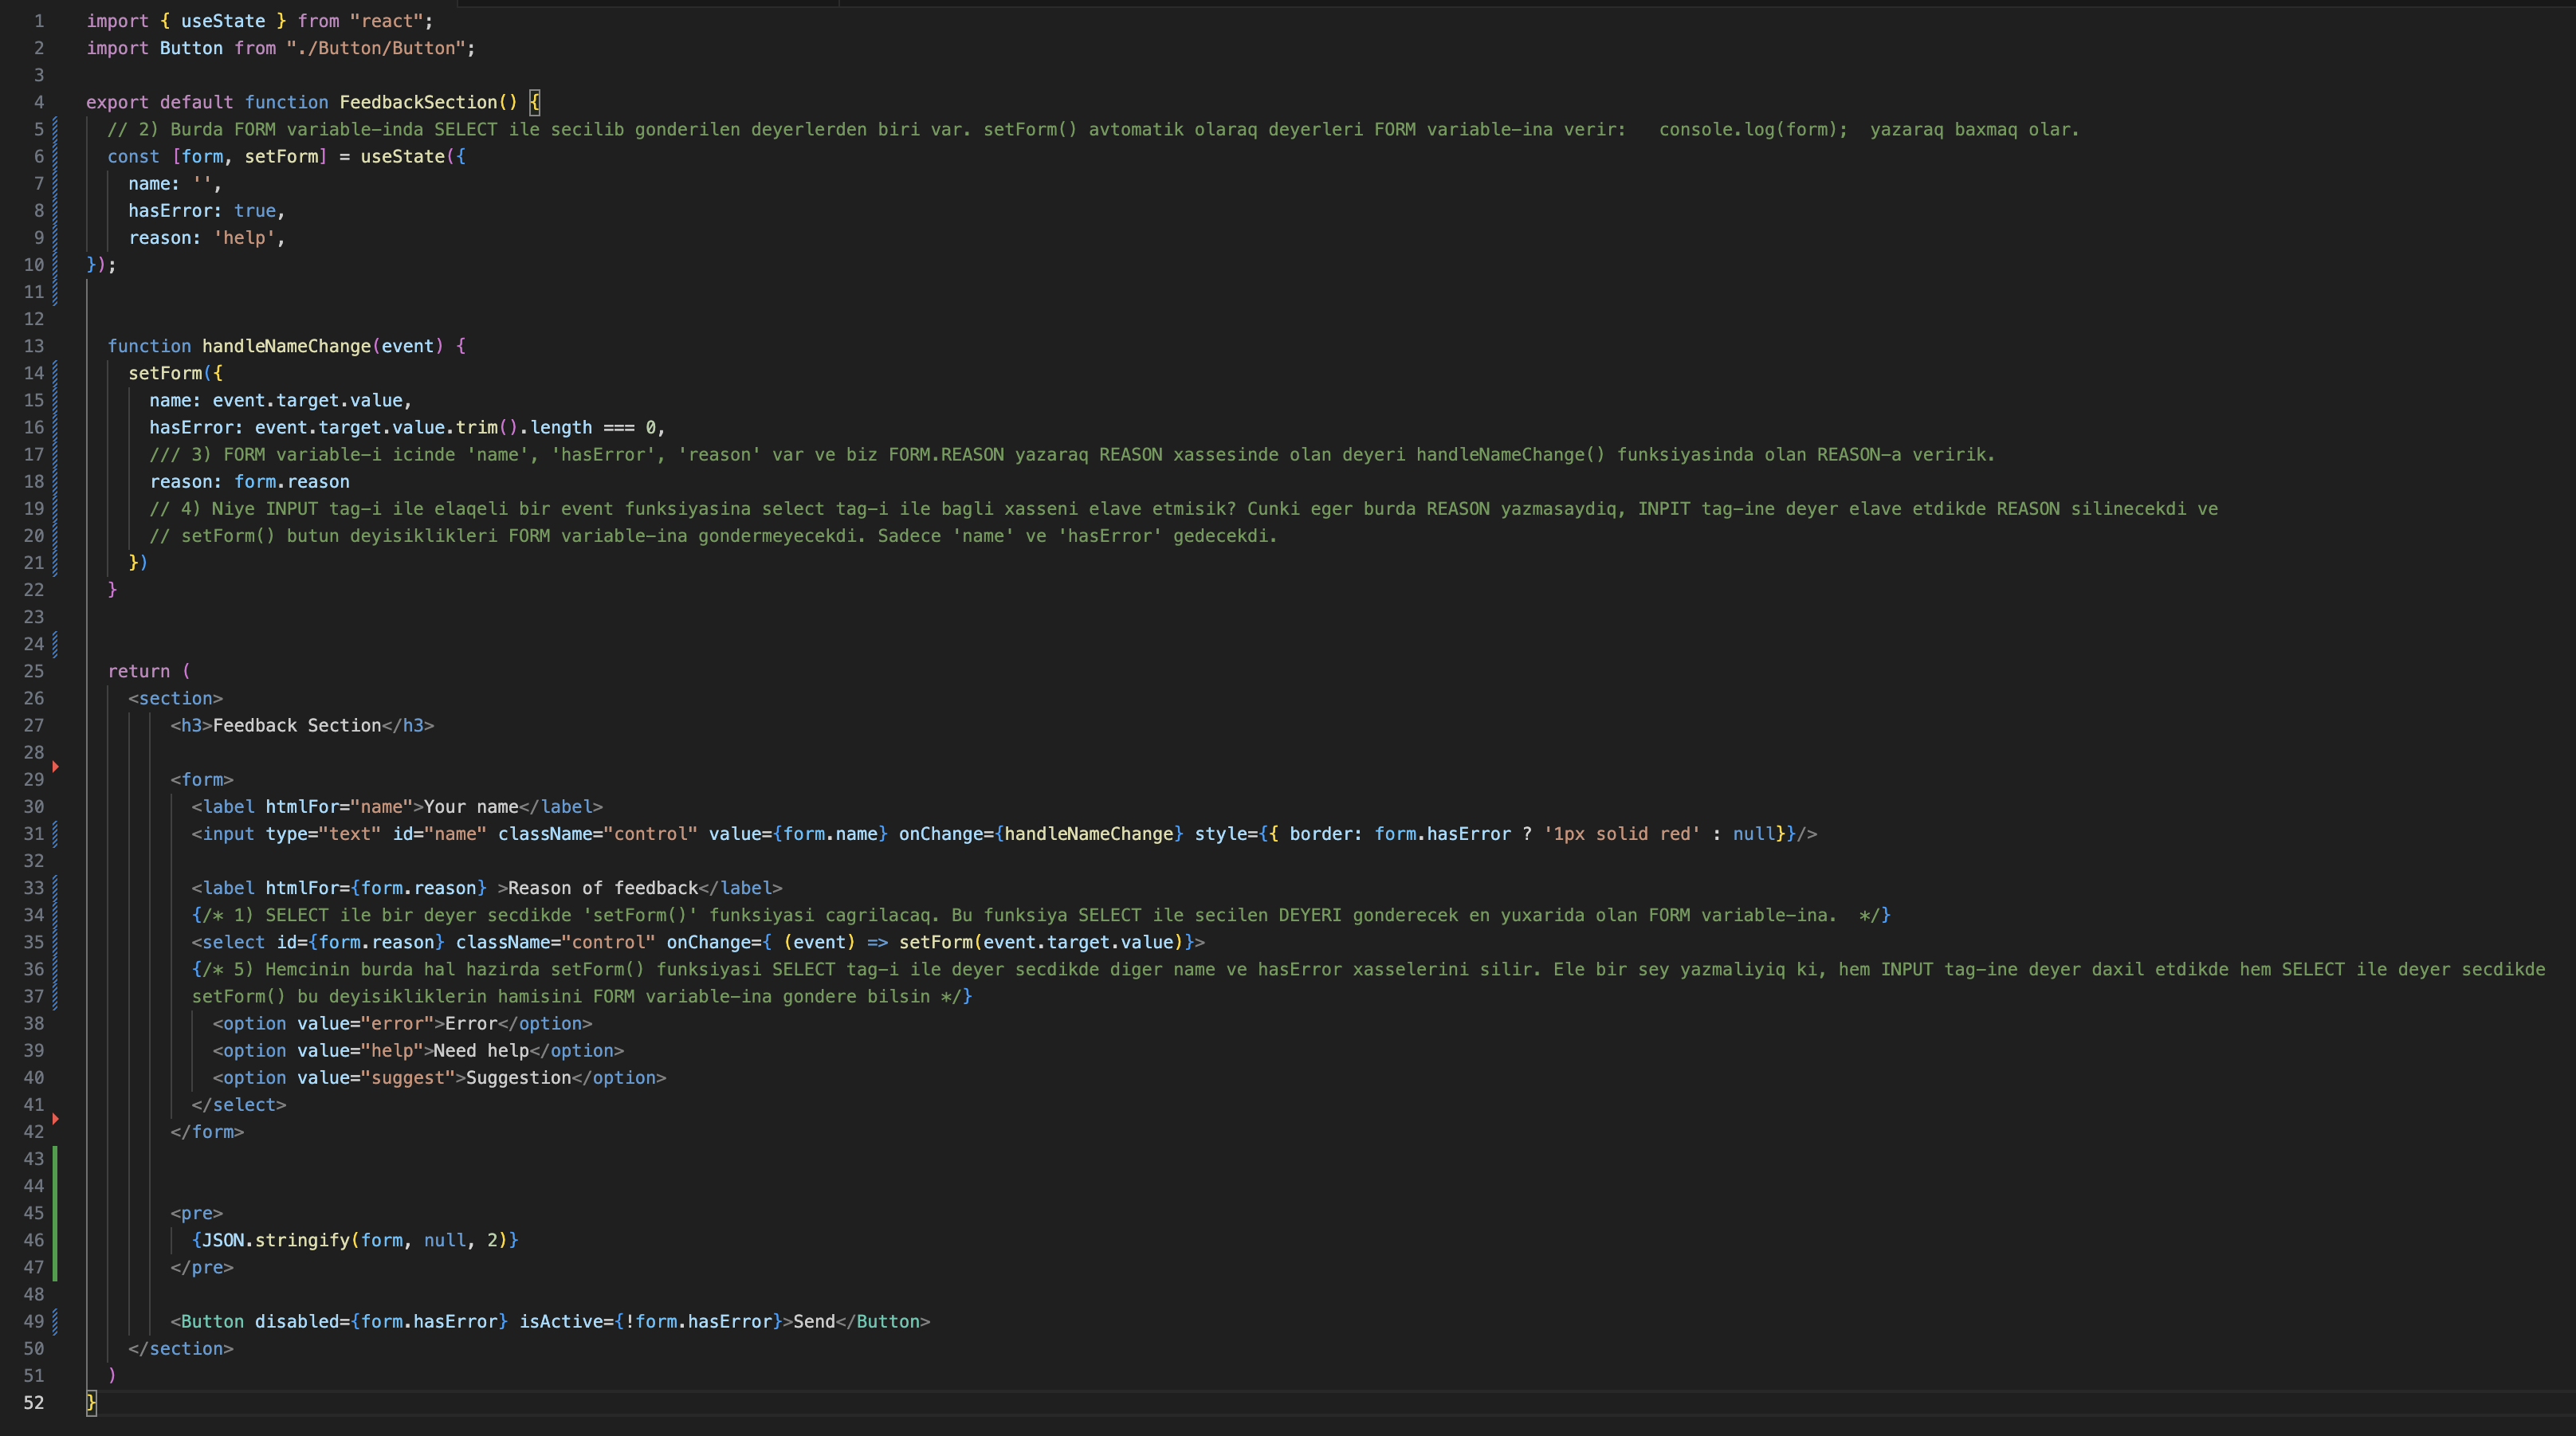 1 import { useState } from "react";
2 import Button from "./Button/Button";
3
4 export default function FeedbackSection() {
5 // 2) Burda FORM variable-inda SELECT ile secilib gonderilen deyerlerden biri var. setForm() avtomatik olaraq deyerleri FORM variable-ina verir:   console.log(form);  yazaraq baxmaq olar.
6 const [form, setForm] = useState({
7 name: '',
8 hasError: true,
9 reason: 'help',
10 });
11
12
13 function handleNameChange(event) {
14 setForm({
15 name: event.target.value,
16 hasError: event.target.value.trim().length === 0,
17 /// 3) FORM variable-i icinde 'name', 'hasError', 'reason' var ve biz FORM.REASON yazaraq REASON xassesinde olan deyeri handleNameChange() funksiyasinda olan REASON-a veririk.
18 reason: form.reason
19 // 4) Niye INPUT tag-i ile elaqeli bir event funksiyasina select tag-i ile bagli xasseni elave etmisik? Cunki eger burda REASON yazmasaydiq, INPIT tag-ine deyer elave etdikde REASON silinecekdi ve
20 // setForm() butun deyisiklikleri FORM variable-ina gondermeyecekdi. Sadece 'name' ve 'hasError' gedecekdi.
21 })
22 }
23
24
25 return (
26 <section>
27 <h3>Feedback Section</h3>
28
29 <form>
30 <label htmlFor="name">Your name</label>
31 <input type="text" id="name" className="control" value={form.name} onChange={handleNameChange} style={{ border: form.hasError ? '1px solid red' : null}}/>
32
33 <label htmlFor={form.reason} >Reason of feedback</label>
34 {/* 1) SELECT ile bir deyer secdikde 'setForm()' funksiyasi cagrilacaq. Bu funksiya SELECT ile secilen DEYERI gonderecek en yuxarida olan FORM variable-ina.  */}
35 <select id={form.reason} className="control" onChange={ (event) => setForm(event.target.value)}>
36 {/* 5) Hemcinin burda hal hazirda setForm() funksiyasi SELECT tag-i ile deyer secdikde diger name ve hasError xasselerini silir. Ele bir sey yazmaliyiq ki, hem INPUT tag-ine deyer daxil etdikde hem SELECT ile deyer secdikde
37 setForm() bu deyisikliklerin hamisini FORM variable-ina gondere bilsin */}
38 <option value="error">Error</option>
39 <option value="help">Need help</option>
40 <option value="suggest">Suggestion</option>
41 </select>
42 </form>
43
44
45 <pre>
46 {JSON.stringify(form, null, 2)}
47 </pre>
48
49 <Button disabled={form.hasError} isActive={!form.hasError}>Send</Button>
50 </section>
51 )
52 }